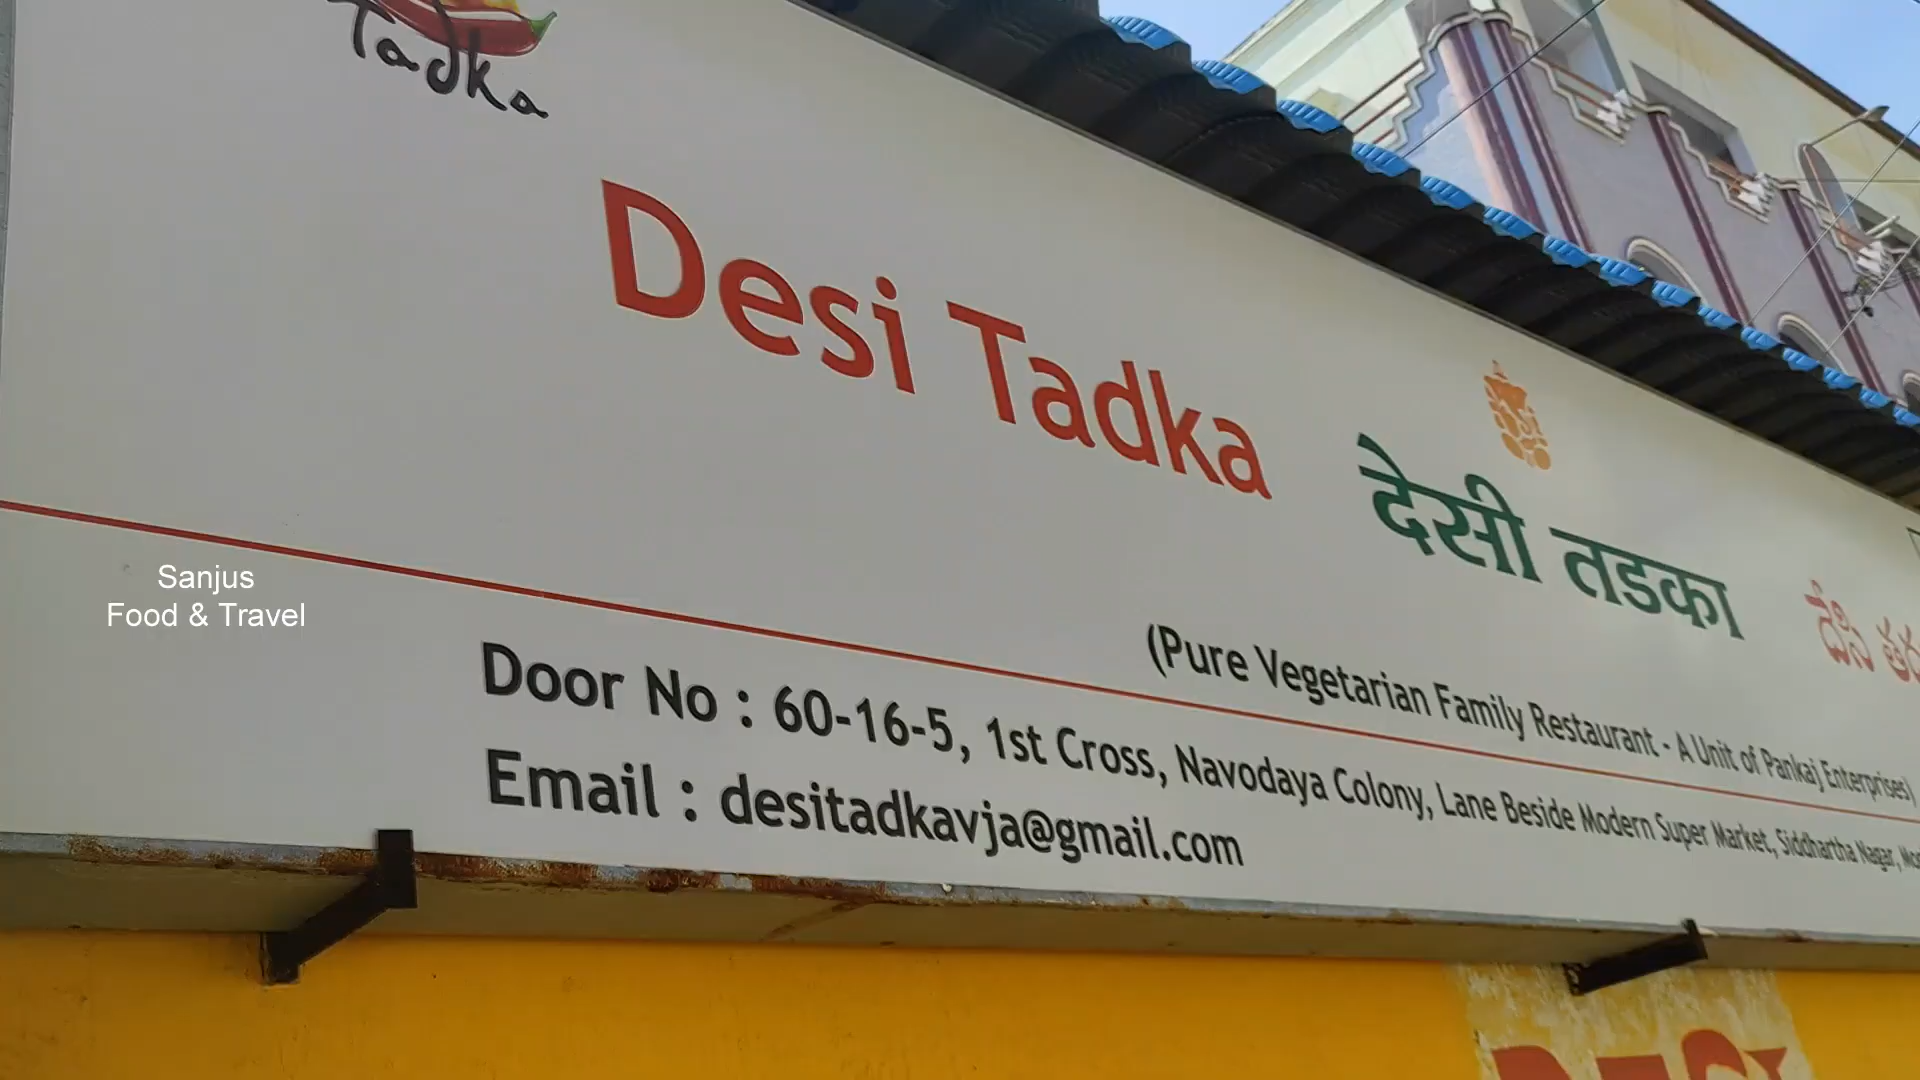 Tadka
Desi Tadka
देसी तडका
దేసి
(Pure Vegetarian Family Restaurant - A Unit of Pankaj Enterprises)
Door No : 60-16-5, 1st Cross, Navodaya Colony, Lane Beside Modern Super Market, Siddhartha Nagar,
Email : desitadkavja@gmail.com
Sanjus
Food & Travel